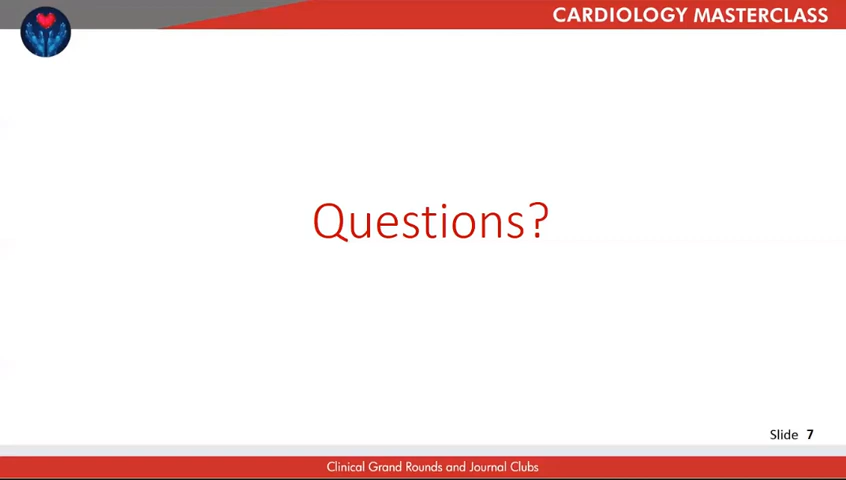 CARDIOLOGY MASTERCLASS
Questions?
Slide 7
Clinical Grand Rounds and Journal Clubs